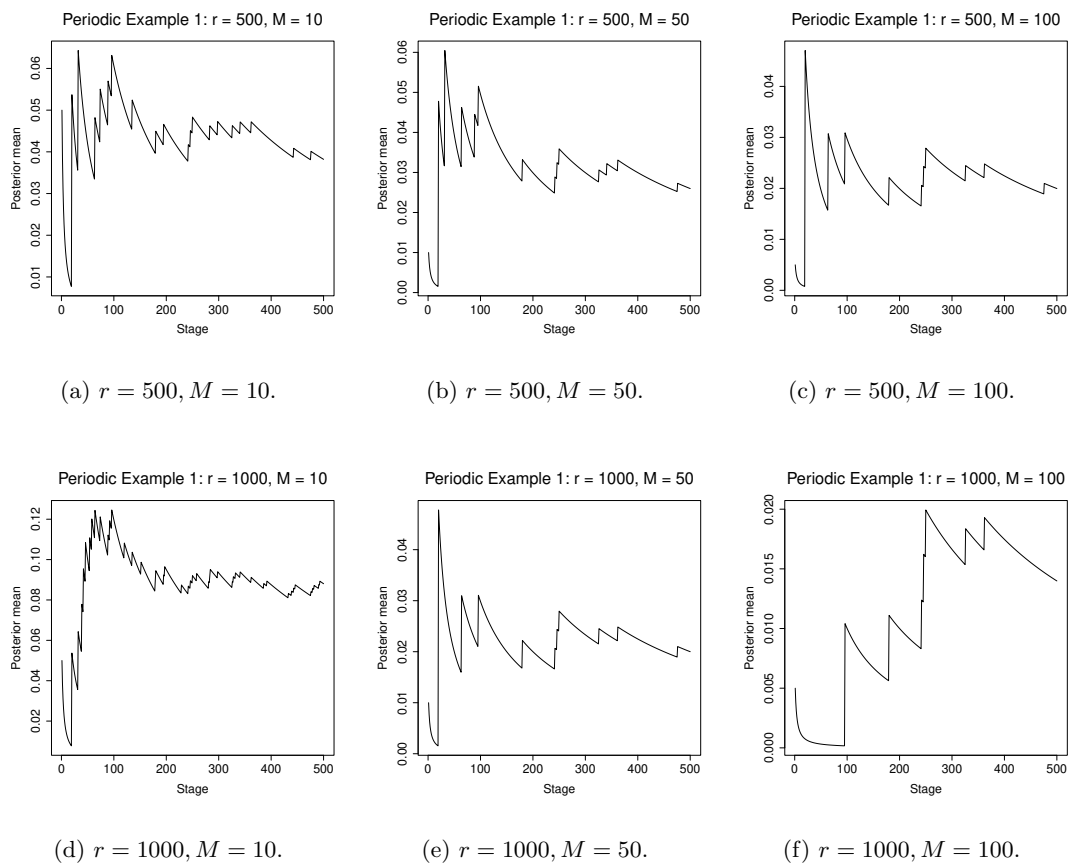 Periodic Example 1: r = 500, M = 10
Posterior mean
0.01 0.02 0.03 0.04 0.05 0.06
0 100 200 300 400 500
Stage
(a) r = 500, M = 10.
Periodic Example 1: r = 500, M = 50
Posterior mean
0.00 0.01 0.02 0.03 0.04 0.05 0.06
0 100 200 300 400 500
Stage
(b) r = 500, M = 50.
Periodic Example 1: r = 500, M = 100
Posterior mean
0.00 0.01 0.02 0.03 0.04
0 100 200 300 400 500
Stage
(c) r = 500, M = 100.
Periodic Example 1: r = 1000, M = 10
Posterior mean
0.02 0.04 0.06 0.08 0.10 0.12
0 100 200 300 400 500
Stage
(d) r = 1000, M = 10.
Periodic Example 1: r = 1000, M = 50
Posterior mean
0.00 0.01 0.02 0.03 0.04
0 100 200 300 400 500
Stage
(e) r = 1000, M = 50.
Periodic Example 1: r = 1000, M = 100
Posterior mean
0.000 0.005 0.010 0.015 0.020
0 100 200 300 400 500
Stage
(f) r = 1000, M = 100.